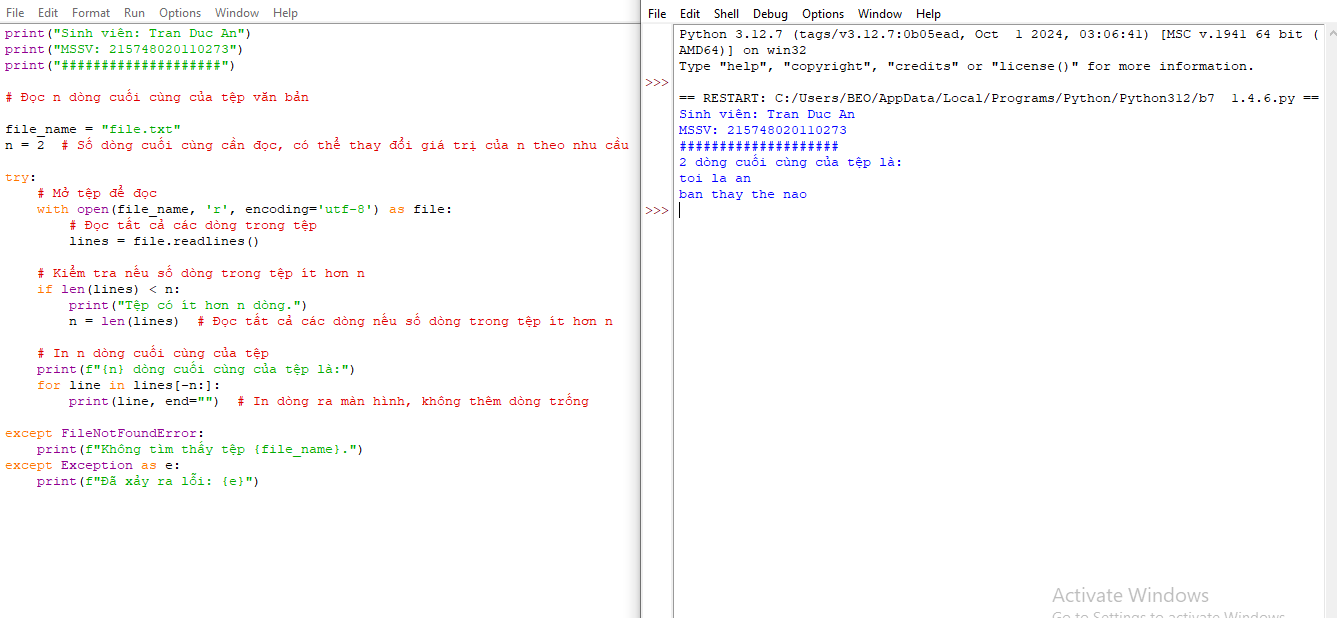 File Edit Format Run Options Window Help
print("Sinh viên: Tran Duc An")
print("MSSV: 215748020110273")
print("####################")
# Đọc n dòng cuối cùng của tệp văn bản
file_name = "file.txt"
n = 2  # Số dòng cuối cùng cần đọc, có thể thay đổi giá trị của n theo nhu cầu
try:
    # Mở tệp để đọc
    with open(file_name, 'r', encoding='utf-8') as file:
        # Đọc tất cả các dòng trong tệp
        lines = file.readlines()
    # Kiểm tra nếu số dòng trong tệp ít hơn n
    if len(lines) < n:
        print("Tệp có ít hơn n dòng.")
        n = len(lines)  # Đọc tất cả các dòng nếu số dòng trong tệp ít hơn n
    # In n dòng cuối cùng của tệp
    print(f"{n} dòng cuối cùng của tệp là:")
    for line in lines[-n:]:
        print(line, end="")  # In dòng ra màn hình, không thêm dòng trống
except FileNotFoundError:
    print(f"Không tìm thấy tệp {file_name}.")
except Exception as e:
    print(f"Đã xảy ra lỗi: {e}")
File Edit Shell Debug Options Window Help
Python 3.12.7 (tags/v3.12.7:0b05ead, Oct  1 2024, 03:06:41) [MSC v.1941 64 bit (
AMD64)] on win32
Type "help", "copyright", "credits" or "license()" for more information.
>>>
== RESTART: C:/Users/BEO/AppData/Local/Programs/Python/Python312/b7  1.4.6.py ==
Sinh viên: Tran Duc An
MSSV: 215748020110273
####################
2 dòng cuối cùng của tệp là:
toi la an
ban thay the nao
>>>
Activate Windows
Go to Settings to activate Windows.